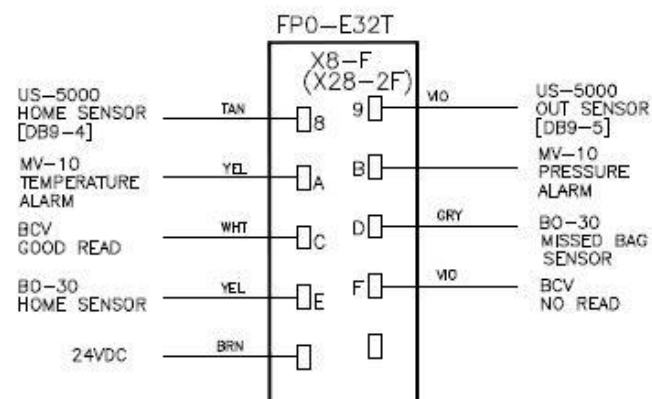 FP0-E32T
X8-F
(X28-2F)
US-5000
HOME SENSOR
[DB9-4]
TAN
8
9
VIO
US-5000
OUT SENSOR
[DB9-5]
MV-10
TEMPERATURE
ALARM
YEL
A
B
MV-10
PRESSURE
ALARM
BCV
GOOD READ
WHT
C
D
GRY
BO-30
MISSED BAG
SENSOR
BO-30
HOME SENSOR
YEL
E
F
VIO
BCV
NO READ
24VDC
BRN